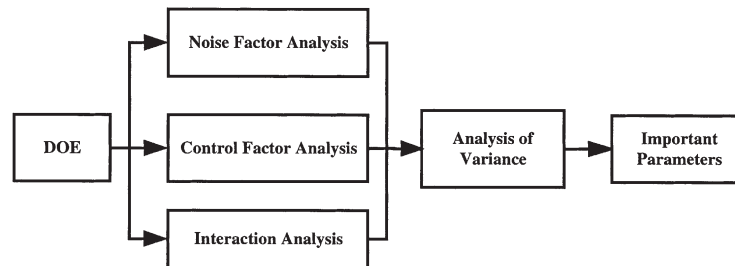 Noise Factor Analysis
DOE
Control Factor Analysis
Analysis of
Variance
Important
Parameters
Interaction Analysis